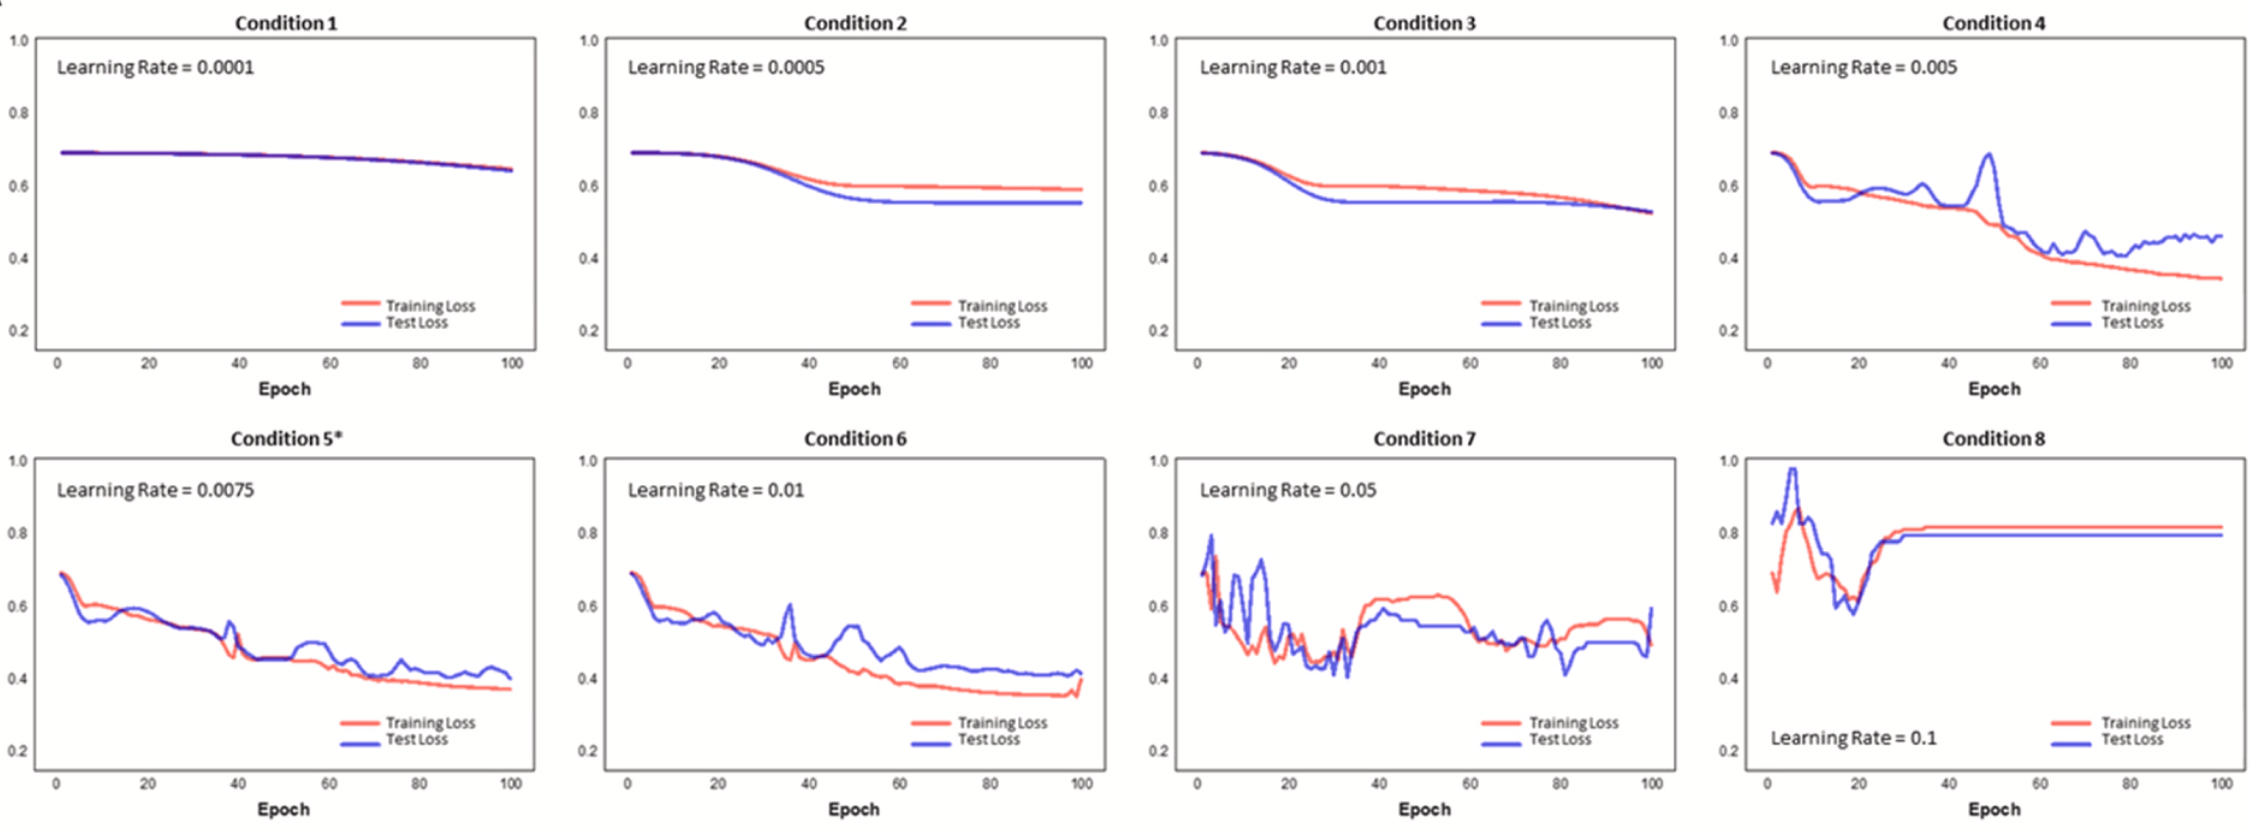 Condition 1
1.0
Learning Rate = 0.0001
0.8
0.6
0.4
Training Loss
Test Loss
0.2
0 20 40 60 80 100
Epoch
Condition 2
1.0
Learning Rate = 0.0005
0.8
0.6
0.4
Training Loss
Test Loss
0.2
0 20 40 60 80 100
Epoch
Condition 3
1.0
Learning Rate = 0.001
0.8
0.6
0.4
Training Loss
Test Loss
0.2
0 20 40 60 80 100
Epoch
Condition 4
1.0
Learning Rate = 0.005
0.8
0.6
0.4
Training Loss
Test Loss
0.2
0 20 40 60 80 100
Epoch
Condition 5*
1.0
Learning Rate = 0.0075
0.8
0.6
0.4
Training Loss
Test Loss
0.2
0 20 40 60 80 100
Epoch
Condition 6
1.0
Learning Rate = 0.01
0.8
0.6
0.4
Training Loss
Test Loss
0.2
0 20 40 60 80 100
Epoch
Condition 7
1.0
Learning Rate = 0.05
0.8
0.6
0.4
Training Loss
Test Loss
0.2
0 20 40 60 80 100
Epoch
Condition 8
1.0
0.8
0.6
0.4
Training Loss
Learning Rate = 0.1
Test Loss
0.2
0 20 40 60 80 100
Epoch